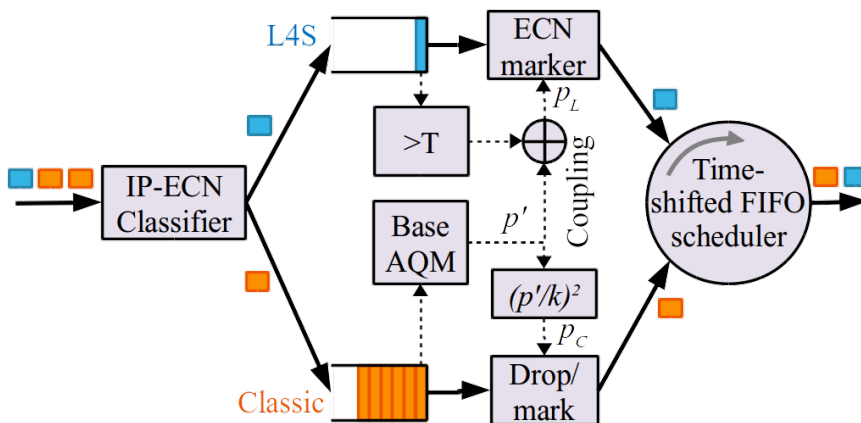 L4S
ECN
marker
p_L
>T
Coupling
IP-ECN
Classifier
Time-
shifted FIFO
scheduler
Base
AQM
p'
(p'/k)²
p_C
Classic
Drop/
mark